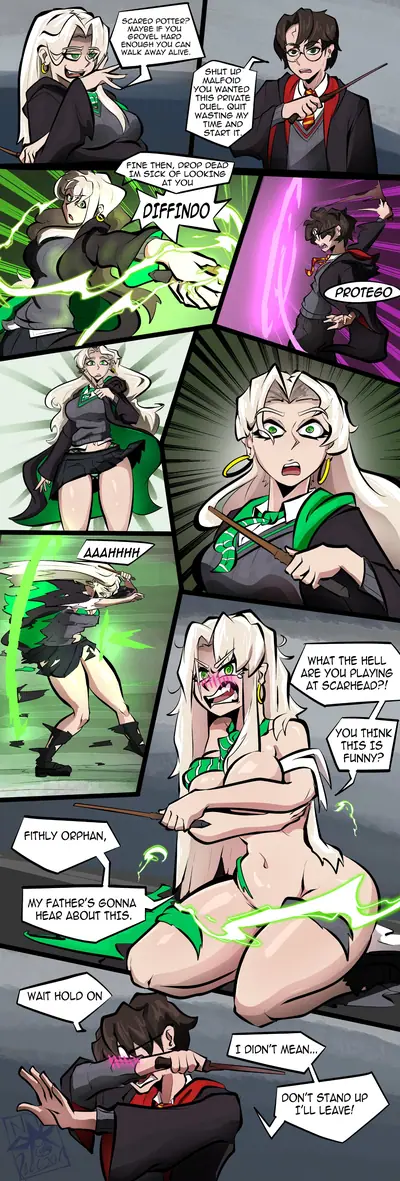 SCARED POTTER?
MAYBE IF YOU
GROVEL HARD
ENOUGH YOU CAN
WALK AWAY ALIVE.
SHUT UP
MALFOID
YOU WANTED
THIS PRIVATE
DUEL. QUIT
WASTING MY
TIME AND
START IT.
FINE THEN, DROP DEAD
IM SICK OF LOOKING
AT YOU
DIFFINDO
PROTEGO
AAAHHHH
WHAT THE HELL
ARE YOU PLAYING
AT SCARHEAD?!
YOU THINK
THIS IS
FUNNY?
FITHLY ORPHAN,
MY FATHER'S GONNA
HEAR ABOUT THIS.
WAIT HOLD ON
I DIDN'T MEAN...
DON'T STAND UP
I'LL LEAVE!